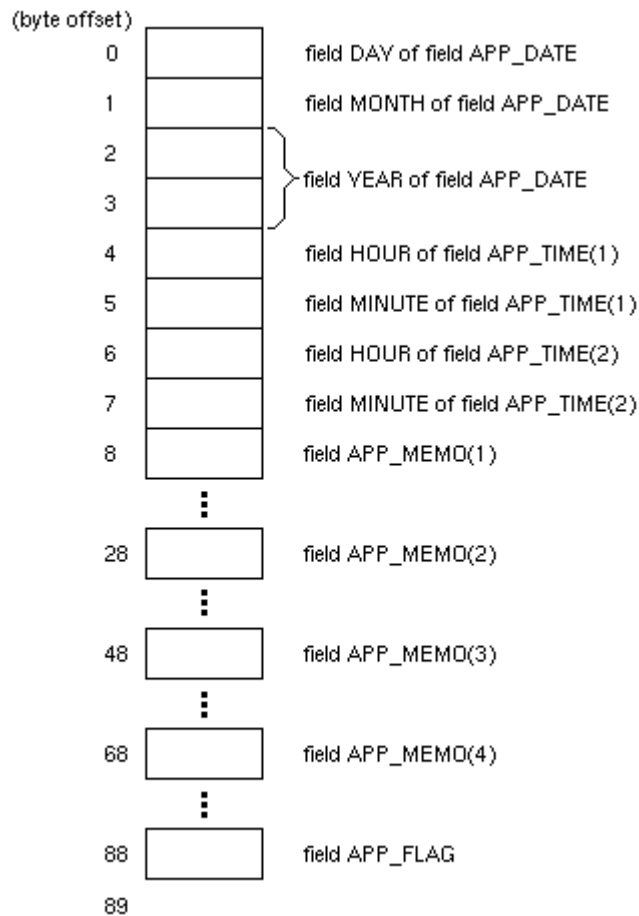 (byte offset)
0 field DAY of field APP_DATE
1 field MONTH of field APP_DATE
2
field YEAR of field APP_DATE
3
4 field HOUR of field APP_TIME(1)
5 field MINUTE of field APP_TIME(1)
6 field HOUR of field APP_TIME(2)
7 field MINUTE of field APP_TIME(2)
8 field APP_MEMO(1)
28 field APP_MEMO(2)
48 field APP_MEMO(3)
68 field APP_MEMO(4)
88 field APP_FLAG
89